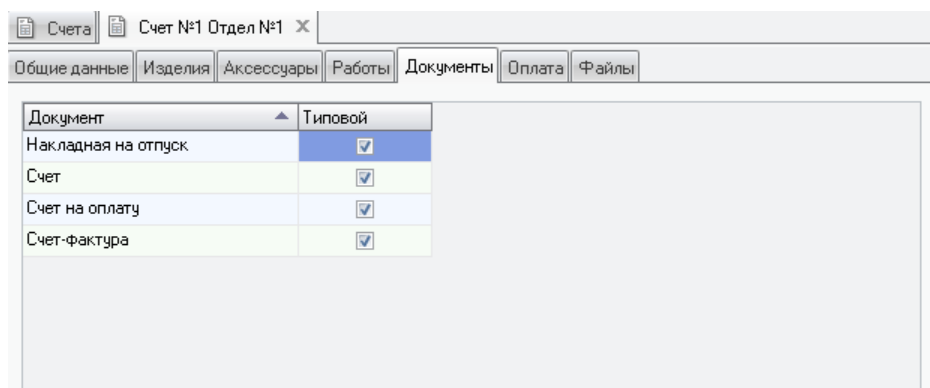 Счета Счет №1 Отдел №1
Общие данные Изделия Аксессуары Работы Документы Оплата Файлы
Документ Типовой
Накладная на отпуск
Счет
Счет на оплату
Счет-фактура